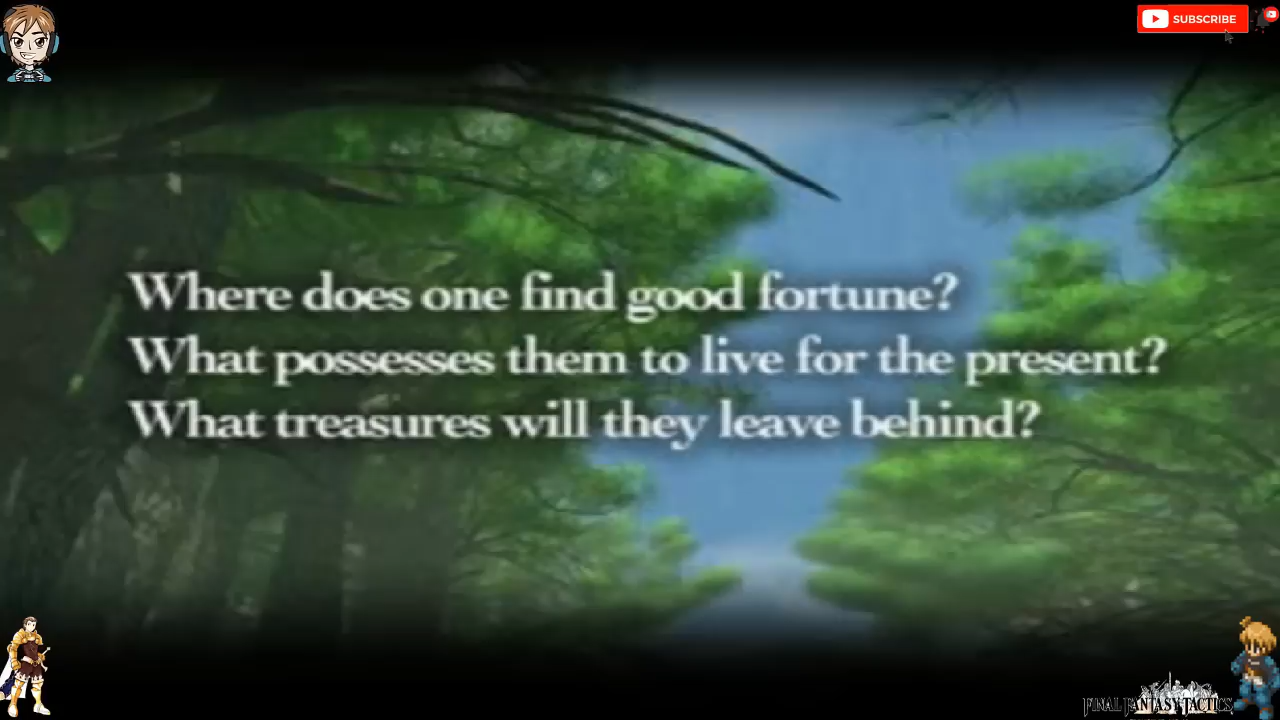 SUBSCRIBE
Where does one find good fortune?
What possesses them to live for the present?
What treasures will they leave behind?
FINAL FANTASY TACTICS